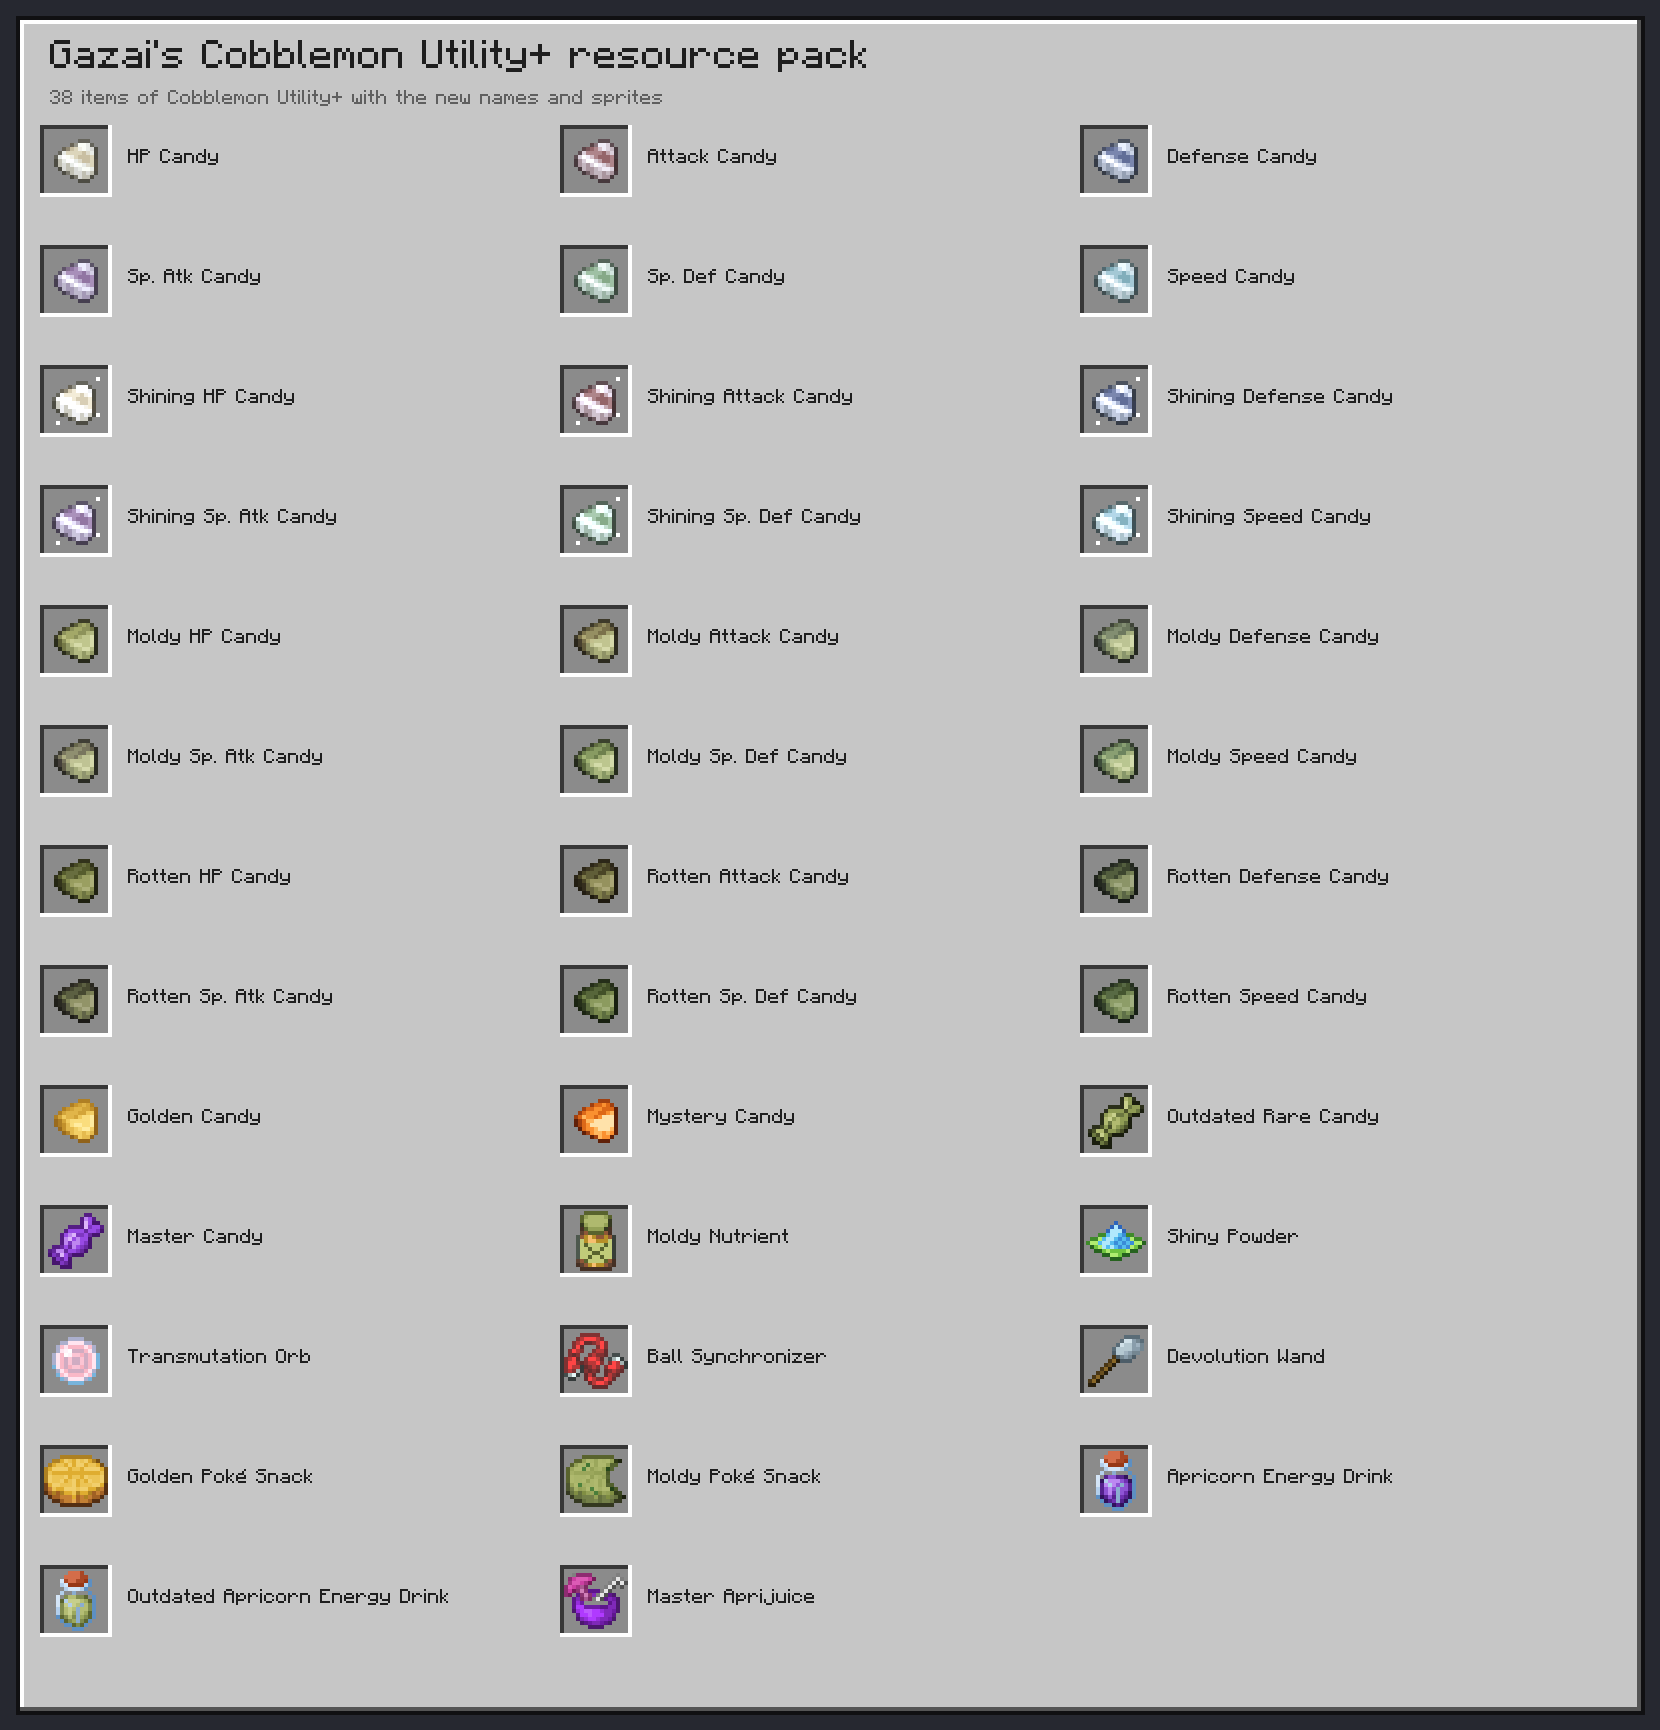 Gazai's Cobblemon Utility+ resource pack
38 items of Cobblemon Utility+ with the new names and sprites
HP Candy
Attack Candy
Defense Candy
Sp. Atk Candy
Sp. Def Candy
Speed Candy
Shining HP Candy
Shining Attack Candy
Shining Defense Candy
Shining Sp. Atk Candy
Shining Sp. Def Candy
Shining Speed Candy
Moldy HP Candy
Moldy Attack Candy
Moldy Defense Candy
Moldy Sp. Atk Candy
Moldy Sp. Def Candy
Moldy Speed Candy
Rotten HP Candy
Rotten Attack Candy
Rotten Defense Candy
Rotten Sp. Atk Candy
Rotten Sp. Def Candy
Rotten Speed Candy
Golden Candy
Mystery Candy
Outdated Rare Candy
Master Candy
Moldy Nutrient
Shiny Powder
Transmutation Orb
Ball Synchronizer
Devolution Wand
Golden Poké Snack
Moldy Poké Snack
Apricorn Energy Drink
Outdated Apricorn Energy Drink
Master Aprijuice